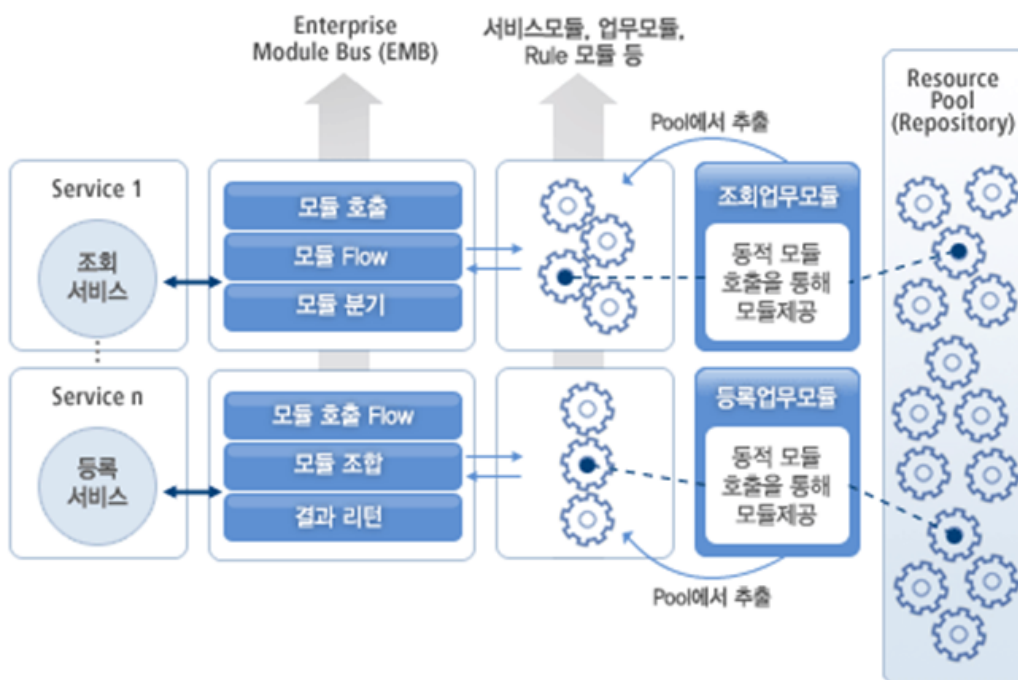 Enterprise
Module Bus (EMB)
서비스모듈, 업무모듈,
Rule 모듈 등
Resource
Pool
(Repository)
Pool에서 추출
Service 1
조회
서비스
모듈 호출
모듈 Flow
모듈 분기
조회업무모듈
동적 모듈
호출을 통해
모듈제공
Service n
등록
서비스
모듈 호출 Flow
모듈 조합
결과 리턴
등록업무모듈
동적 모듈
호출을 통해
모듈제공
Pool에서 추출